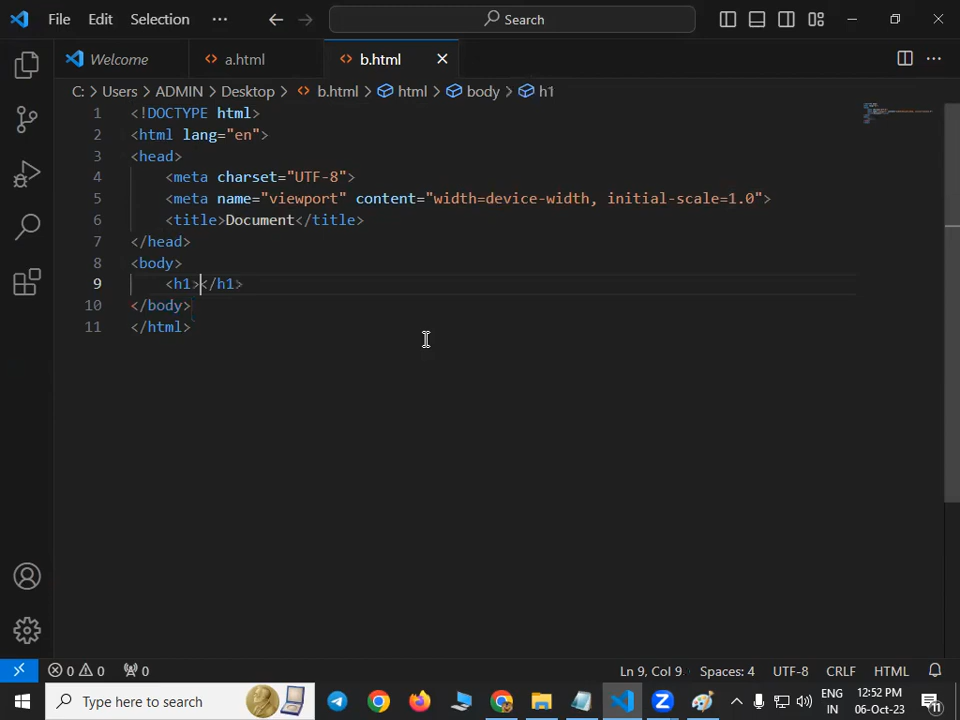 File Edit Selection ··· Search
Welcome a.html b.html
C: > Users > ADMIN > Desktop > b.html > html > body > h1
1 <!DOCTYPE html>
2 <html lang="en">
3 <head>
4 <meta charset="UTF-8">
5 <meta name="viewport" content="width=device-width, initial-scale=1.0">
6 <title>Document</title>
7 </head>
8 <body>
9 <h1></h1>
10 </body>
11 </html>
0 0 0 Ln 9, Col 9 Spaces: 4 UTF-8 CRLF HTML
Type here to search ENG IN 12:52 PM 06-Oct-23 11